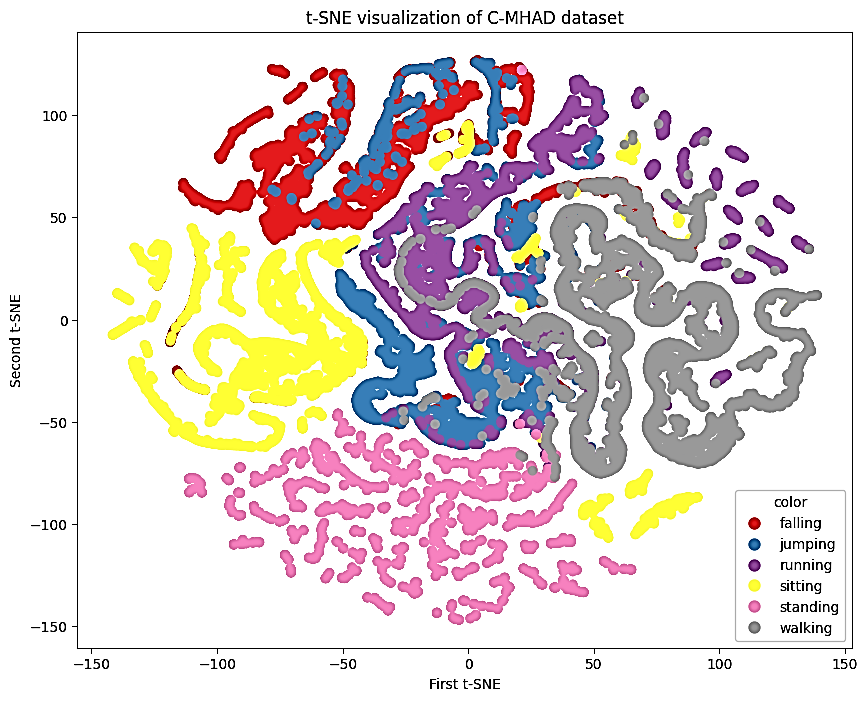 t-SNE visualization of C-MHAD dataset
100
50
0
−50
−100
−150
Second t-SNE
−150
−100
−50
0
50
100
150
First t-SNE
color
falling
jumping
running
sitting
standing
walking